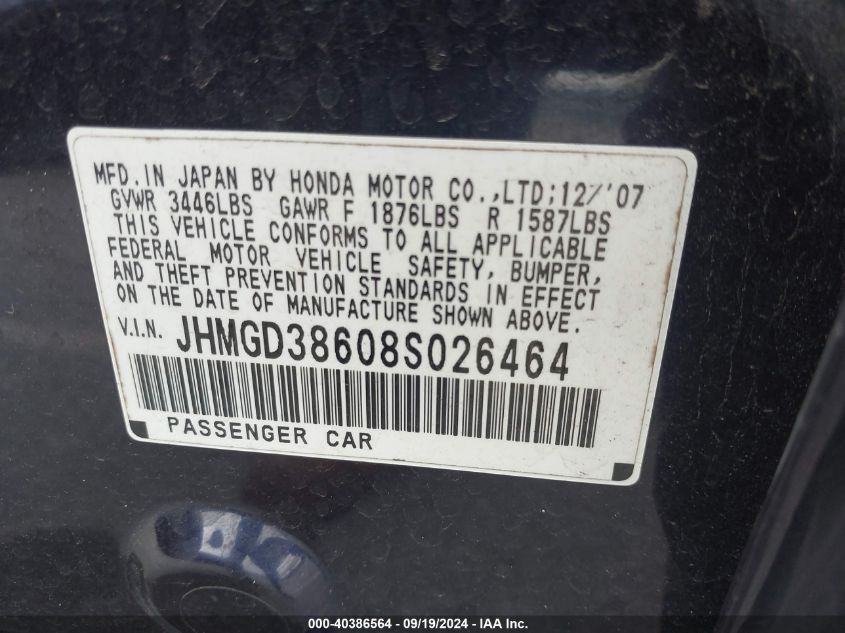 MFD. IN JAPAN BY HONDA MOTOR CO., LTD; 12/'07
GVWR 3446LBS GAWR F 1876LBS R 1587LBS
THIS VEHICLE CONFORMS TO ALL APPLICABLE
FEDERAL MOTOR VEHICLE SAFETY, BUMPER,
AND THEFT PREVENTION STANDARDS IN EFFECT
ON THE DATE OF MANUFACTURE SHOWN ABOVE.
V.I.N. JHMGD38608S026464
PASSENGER CAR
000-40386564 - 09/19/2024 - IAA Inc.